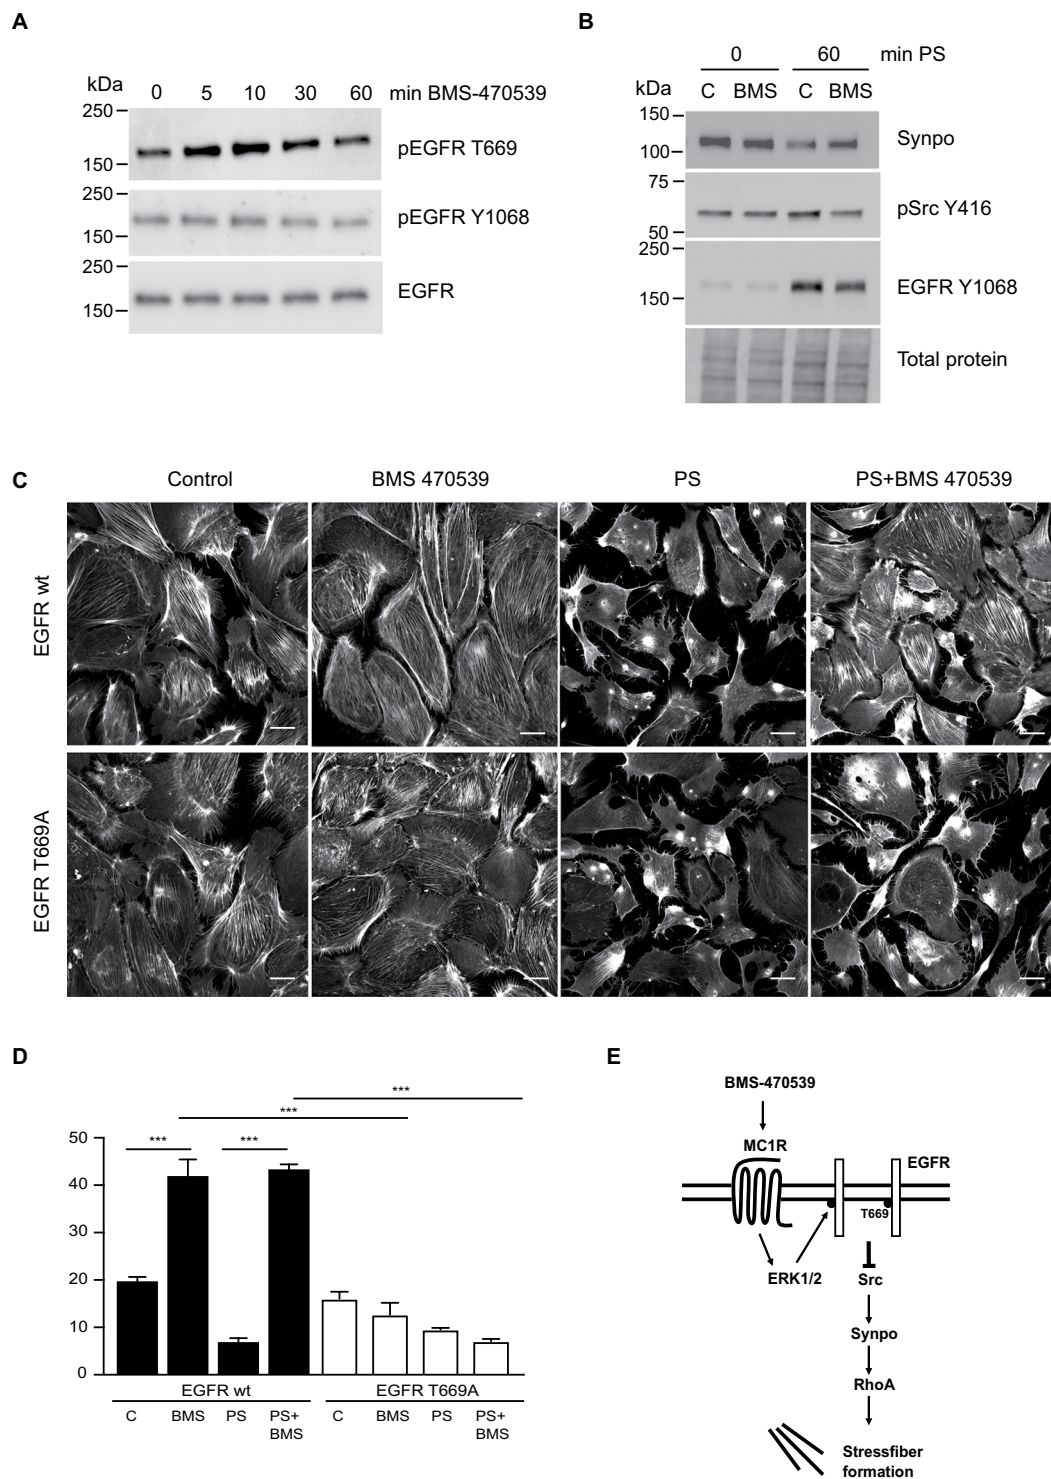 A
kDa
0 5 10 30 60 min BMS-470539
250
150
pEGFR T669
250
150
pEGFR Y1068
250
150
EGFR
B
0 60 min PS
kDa
C BMS C BMS
150
100
Synpo
75
50
pSrc Y416
250
150
EGFR Y1068
Total protein
C
Control BMS 470539 PS PS+BMS 470539
EGFR wt
EGFR T669A
D
***
***
*** ***
50
40
30
20
10
0
EGFR wt EGFR T669A
C BMS PS PS+ C BMS PS PS+
BMS BMS
E
BMS-470539
MC1R
EGFR
T669
ERK1/2 Src
Synpo
RhoA
Stressfiber
formation